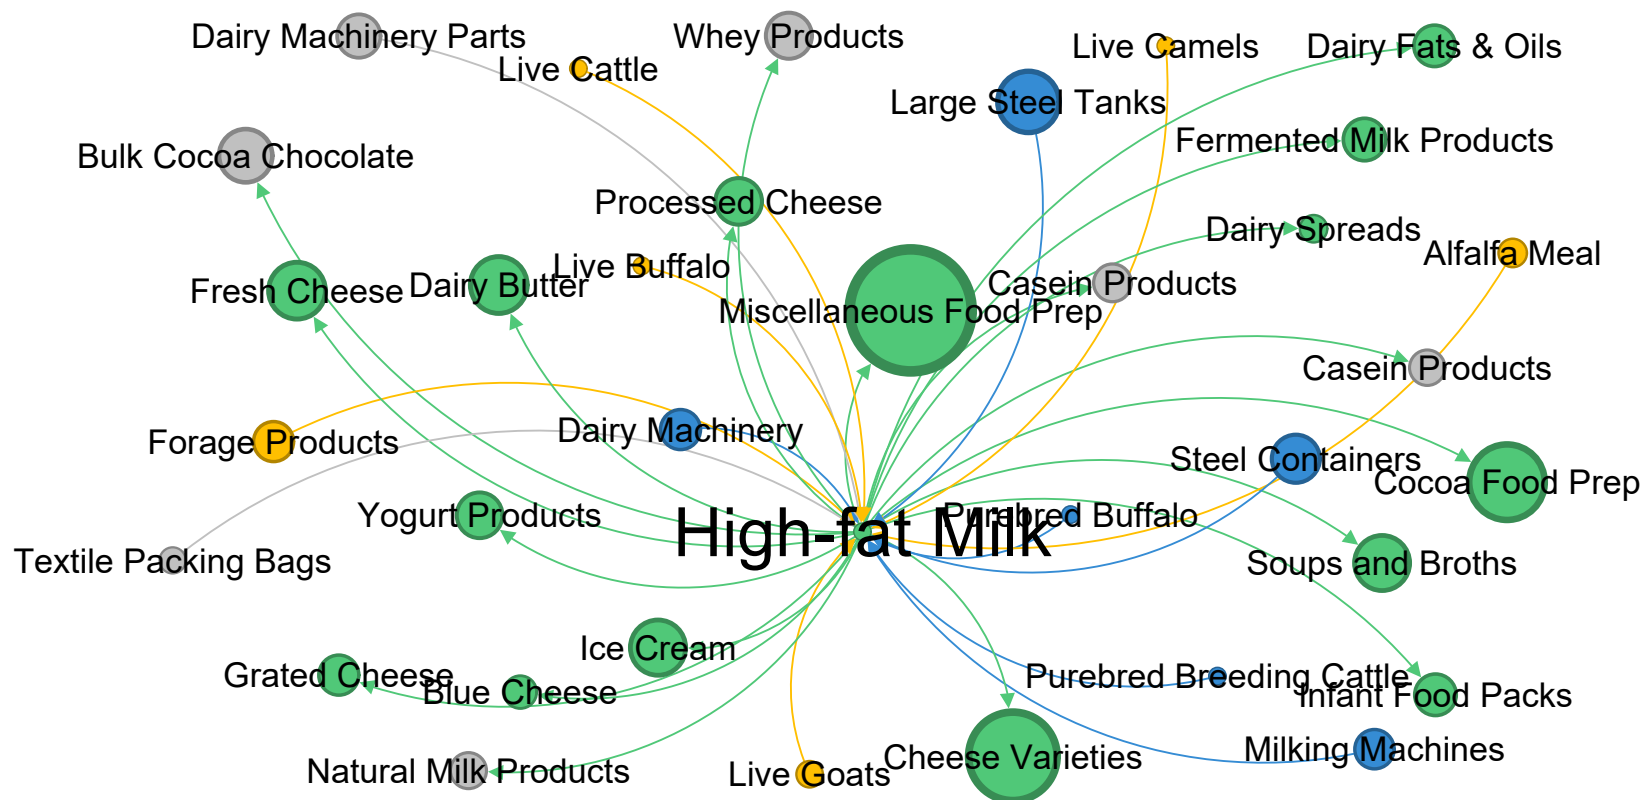 Dairy Machinery Parts
Whey Products
Live Camels
Dairy Fats & Oils
Live Cattle
Large Steel Tanks
Fermented Milk Products
Bulk Cocoa Chocolate
Processed Cheese
Dairy Spreads
Alfalfa Meal
Live Buffalo
Fresh Cheese
Dairy Butter
Casein Products
Miscellaneous Food Prep
Casein Products
Dairy Machinery
Forage Products
Steel Containers
Cocoa Food Prep
Yogurt Products
Purebred Buffalo
High-fat Milk
Textile Packing Bags
Soups and Broths
Ice Cream
Grated Cheese
Blue Cheese
Purebred Breeding Cattle
Infant Food Packs
Milking Machines
Cheese Varieties
Natural Milk Products
Live Goats